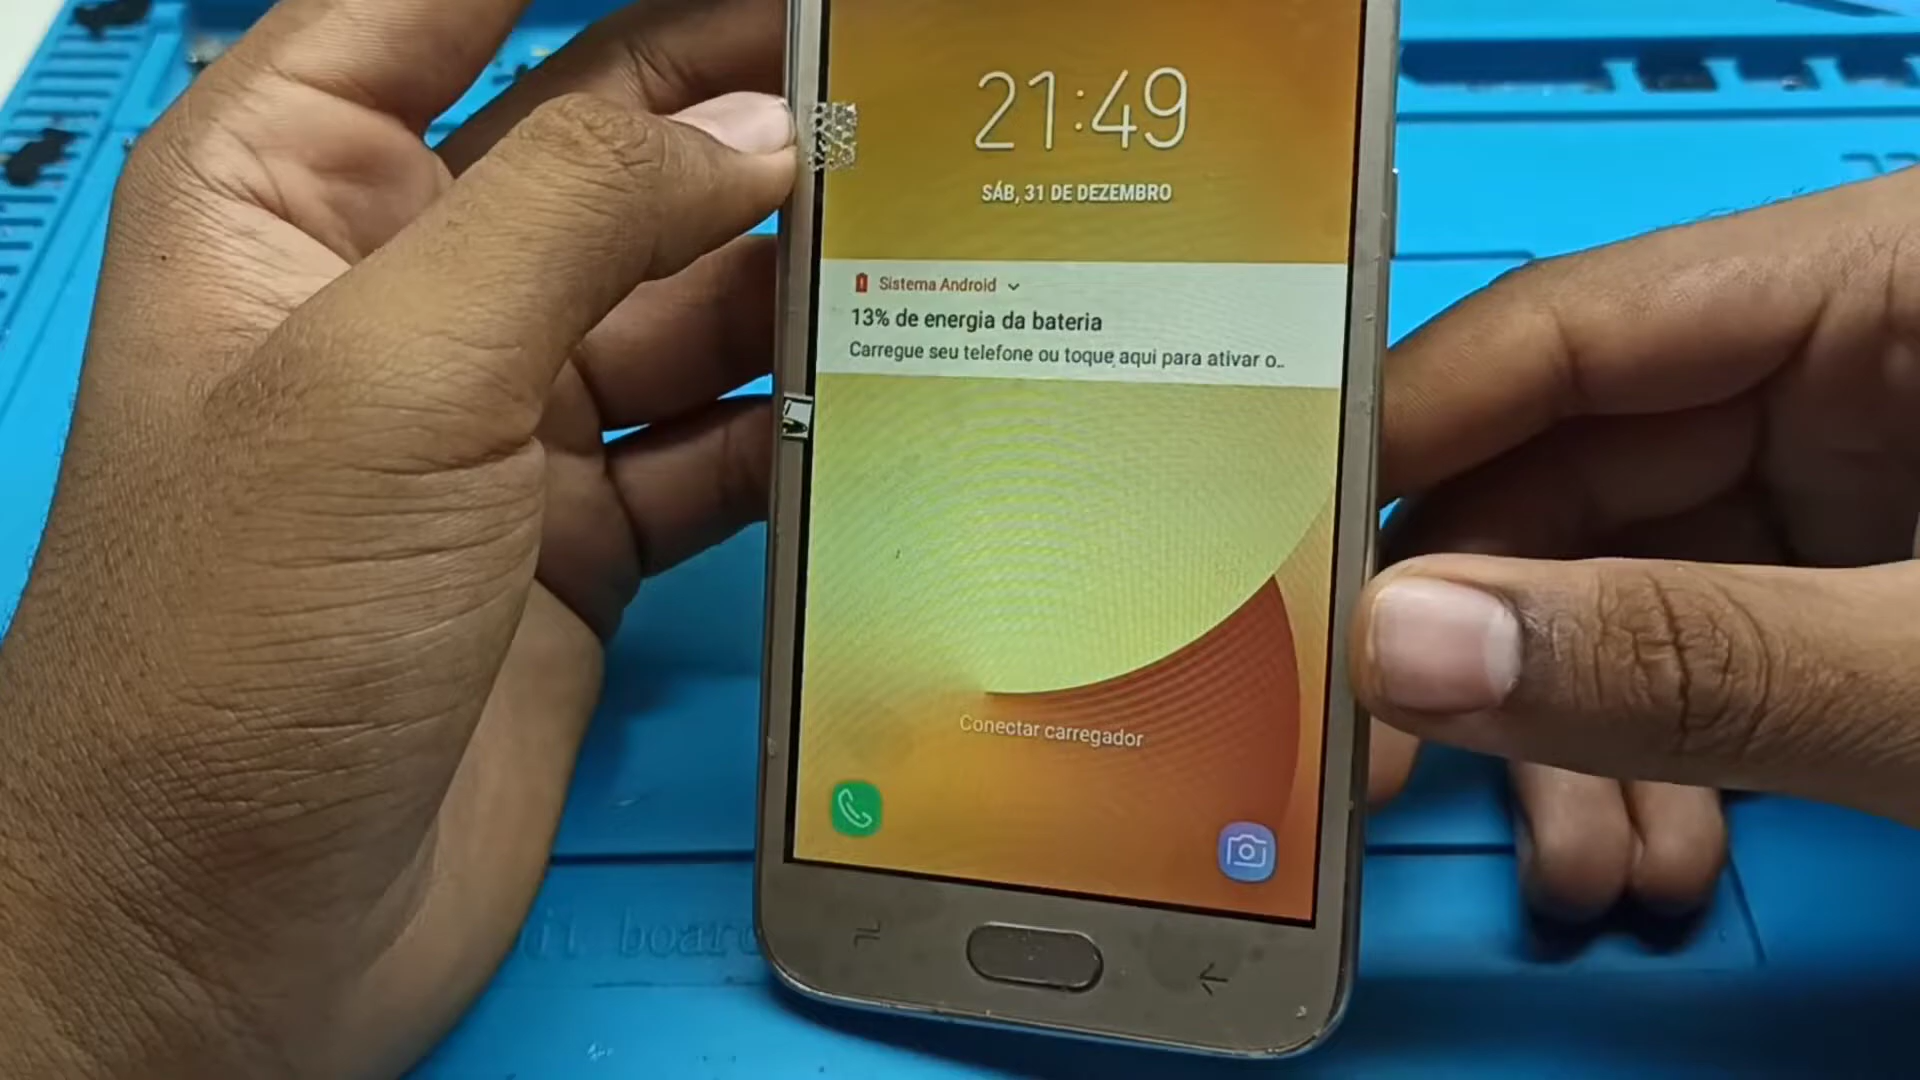 21:49
SÁB, 31 DE DEZEMBRO
Sistema Android
13% de energia da bateria
Carregue seu telefone ou toque aqui para ativar o..
Conectar carregador
board